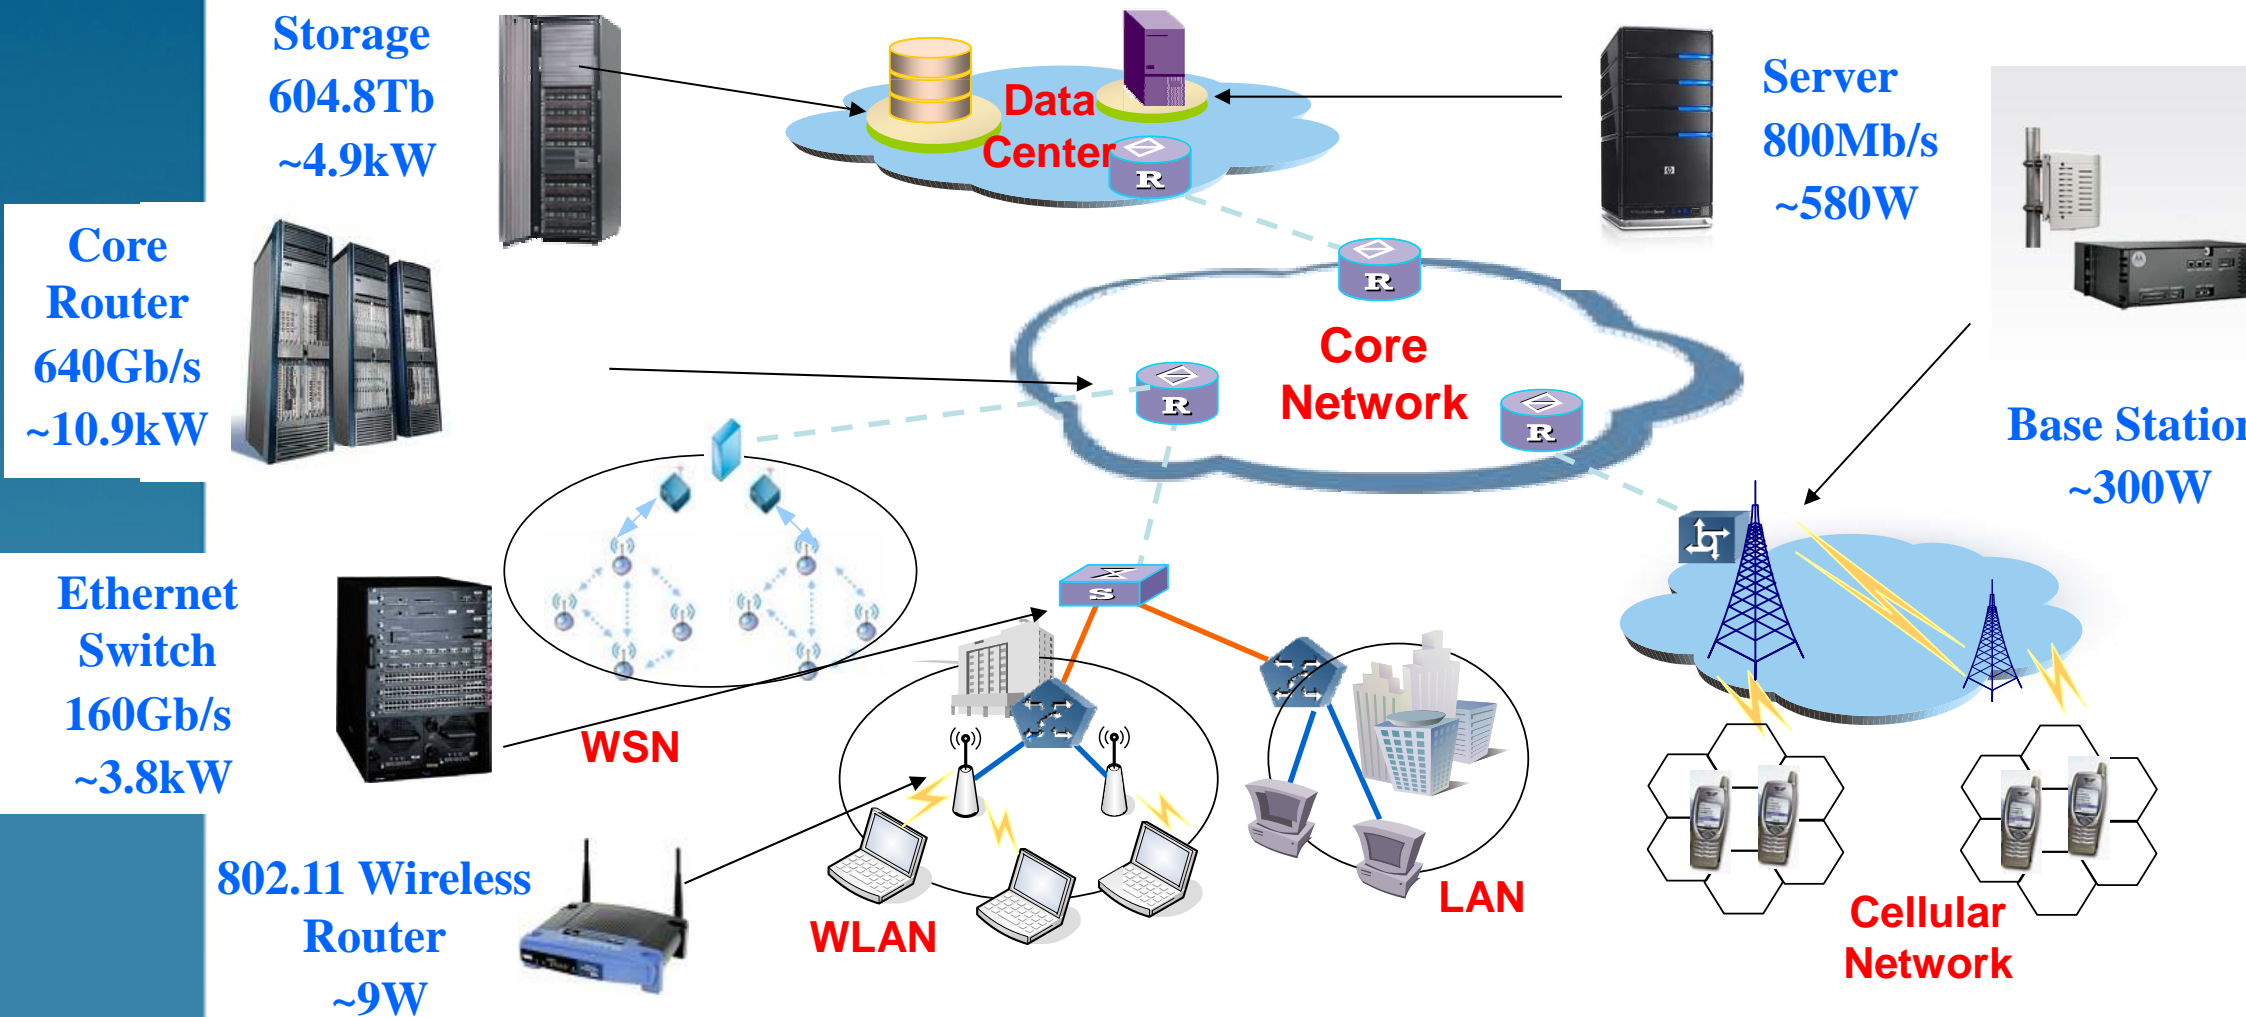 Storage
604.8Tb
~4.9kW
Data
Center
R
Server
800Mb/s
~580W
Core
Router
640Gb/s
~10.9kW
R
Core
Network
R
R
Base Station
~300W
Ethernet
Switch
160Gb/s
~3.8kW
S
WSN
802.11 Wireless
Router
~9W
WLAN
LAN
Cellular
Network